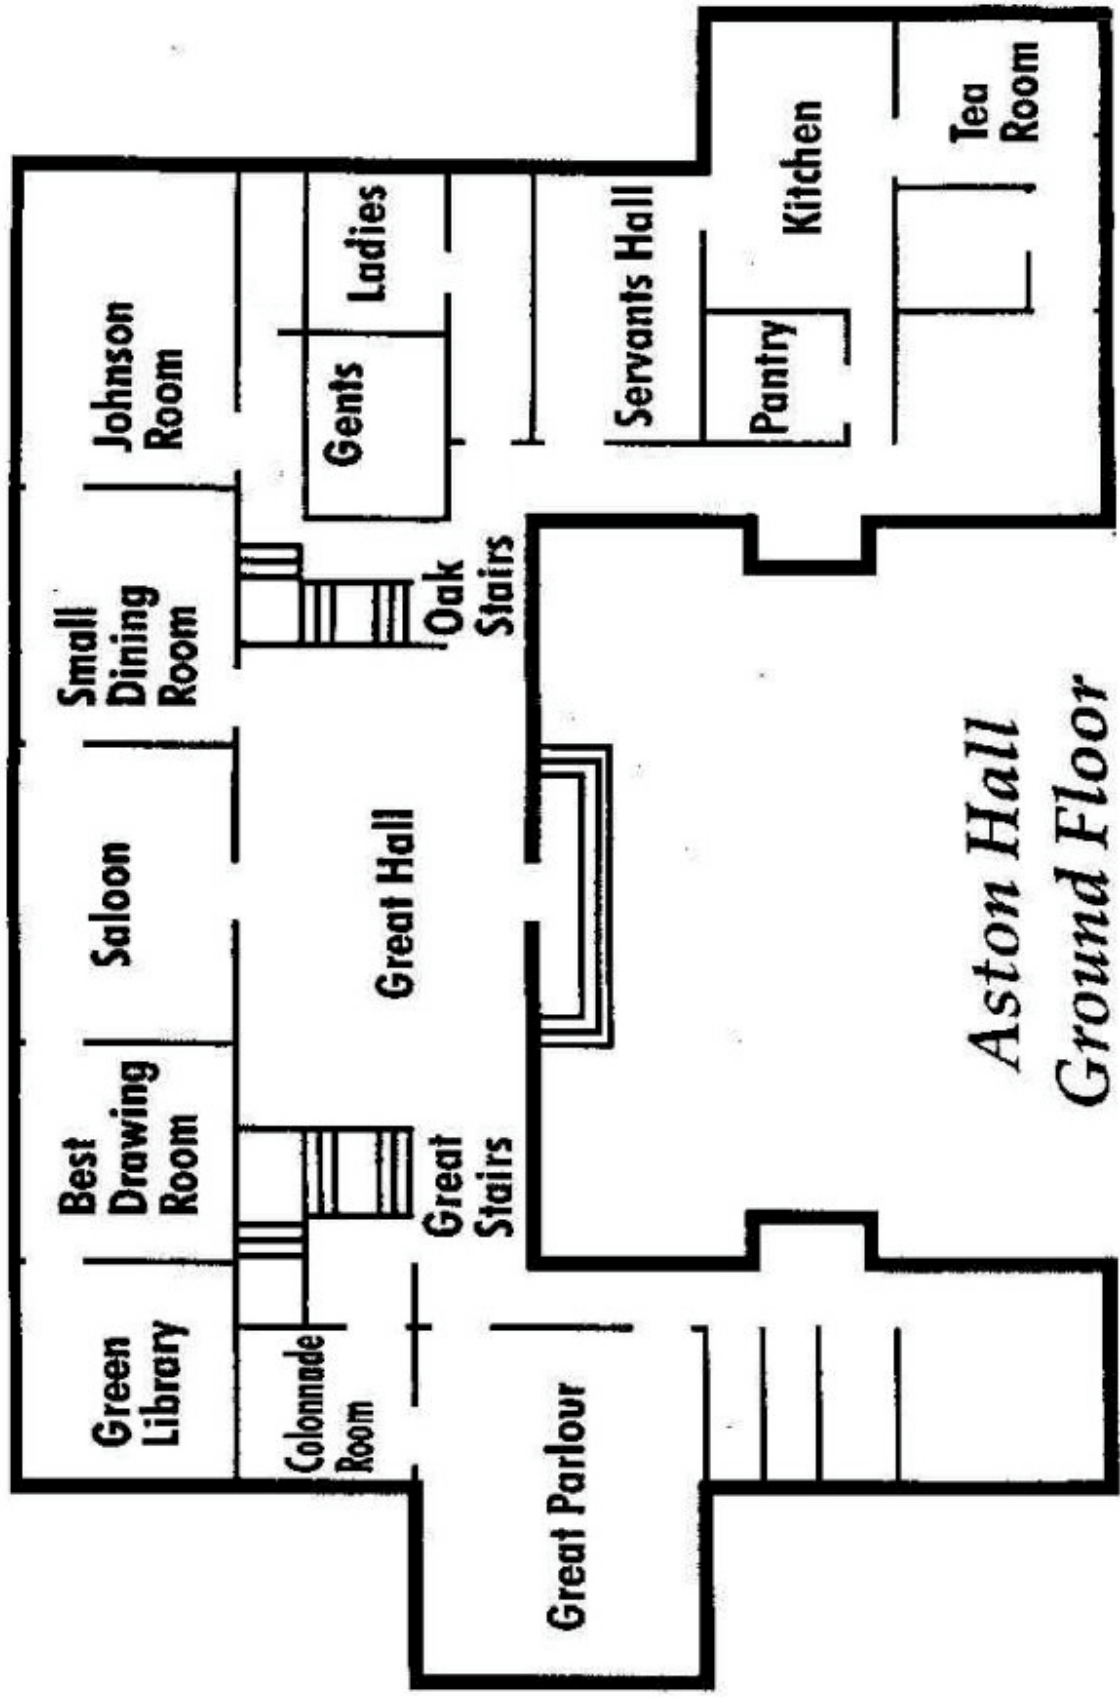 Green
Library
Best
Drawing
Room
Saloon
Small
Dining
Room
Johnson
Room
Colonnade
Room
Great
Stairs
Great Hall
Oak
Stairs
Gents
Ladies
Great Parlour
Servants Hall
Pantry
Kitchen
Tea
Room
Aston Hall
Ground Floor